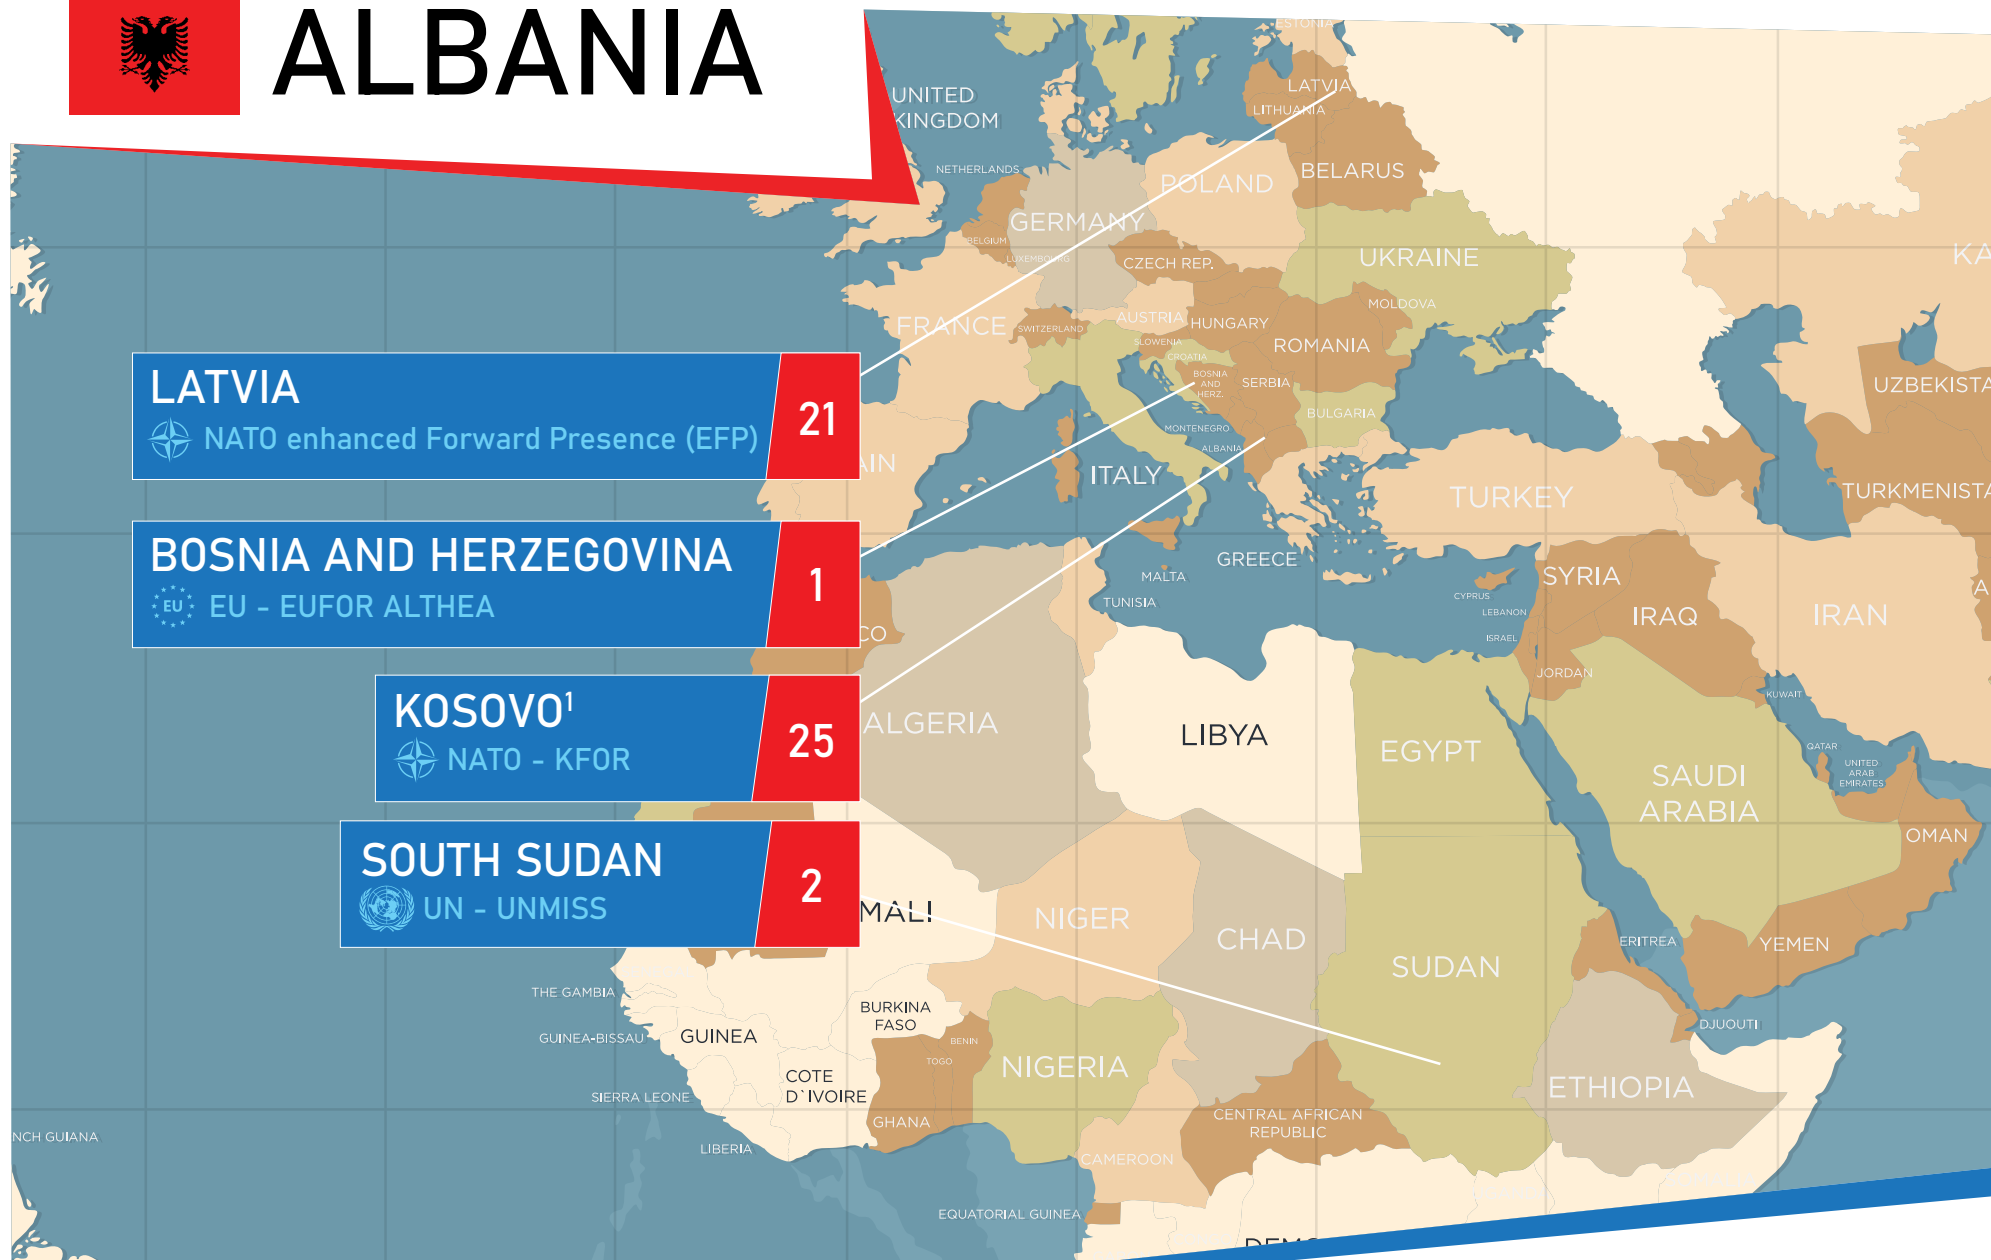 ALBANIA
ESTONIA
LATVIA
LITHUANIA
UNITED
KINGDOM
NETHERLANDS
BELARUS
POLAND
GERMANY
BELGIUM
LUXEMBOURG
CZECH REP.
UKRAINE
KA
MOLDOVA
FRANCE
SWITZERLAND
AUSTRIA
HUNGARY
SLOWENIA
CROATIA
ROMANIA
BOSNIA
AND
HERZ.
SERBIA
UZBEKISTA
BULGARIA
MONTENEGRO
ALBANIA
LATVIA
NATO enhanced Forward Presence (EFP)
21
AIN
ITALY
TURKEY
TURKMENISTA
BOSNIA AND HERZEGOVINA
EU
EU - EUFOR ALTHEA
1
GREECE
MALTA
TUNISIA
CYPRUS
SYRIA
LEBANON
ISRAEL
IRAQ
IRAN
A
CO
JORDAN
KUWAIT
KOSOVO¹
NATO - KFOR
25
ALGERIA
LIBYA
EGYPT
QATAR
UNITED
ARAB
EMIRATES
SAUDI
ARABIA
OMAN
SOUTH SUDAN
UN - UNMISS
2
MALI
NIGER
CHAD
SUDAN
ERITREA
YEMEN
THE GAMBIA
BURKINA
FASO
GUINEA-BISSAU
GUINEA
BENIN
TOGO
DJUOUTI
NIGERIA
COTE
D`IVOIRE
SIERRA LEONE
ETHIOPIA
GHANA
CENTRAL AFRICAN
REPUBLIC
NCH GUIANA
LIBERIA
CAMEROON
EQUATORIAL GUINEA